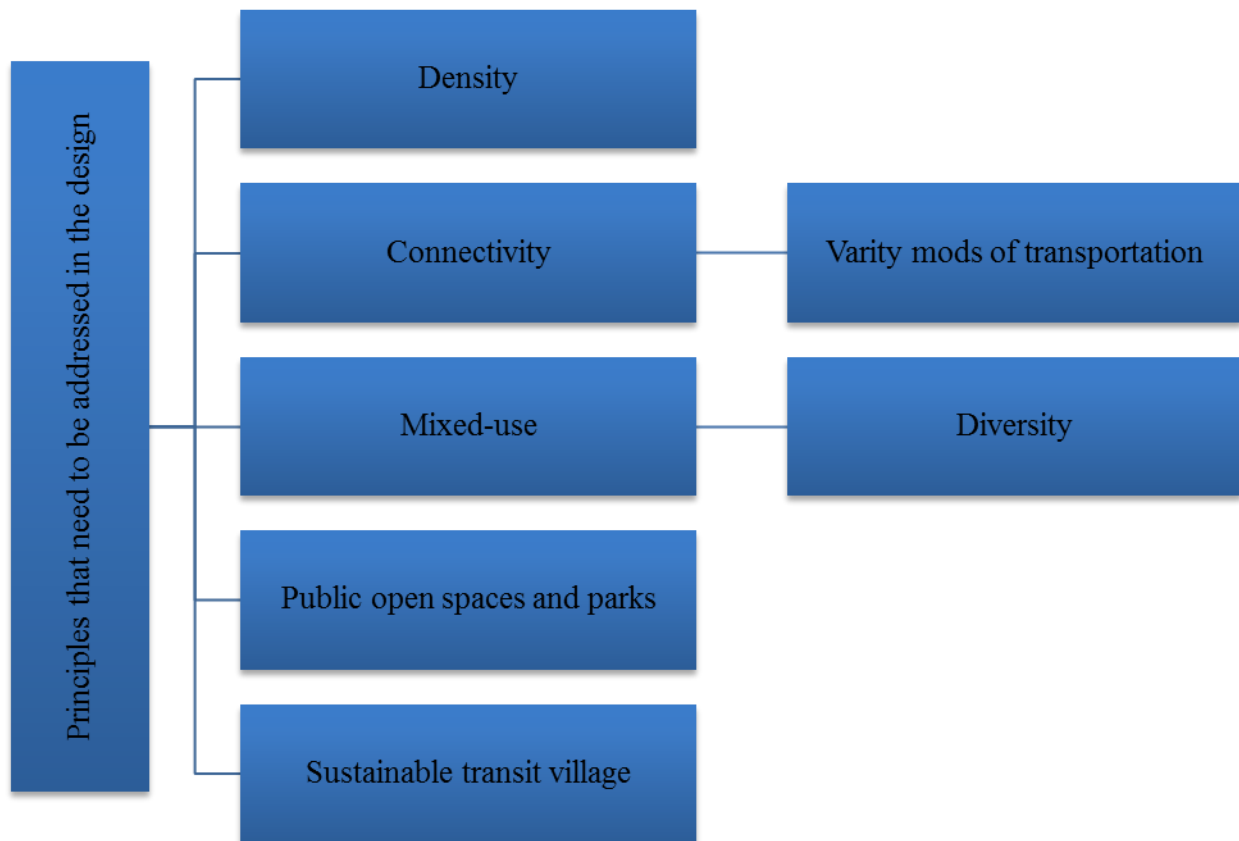 Principles that need to be addressed in the design
Density
Connectivity
Varity mods of transportation
Mixed-use
Diversity
Public open spaces and parks
Sustainable transit village